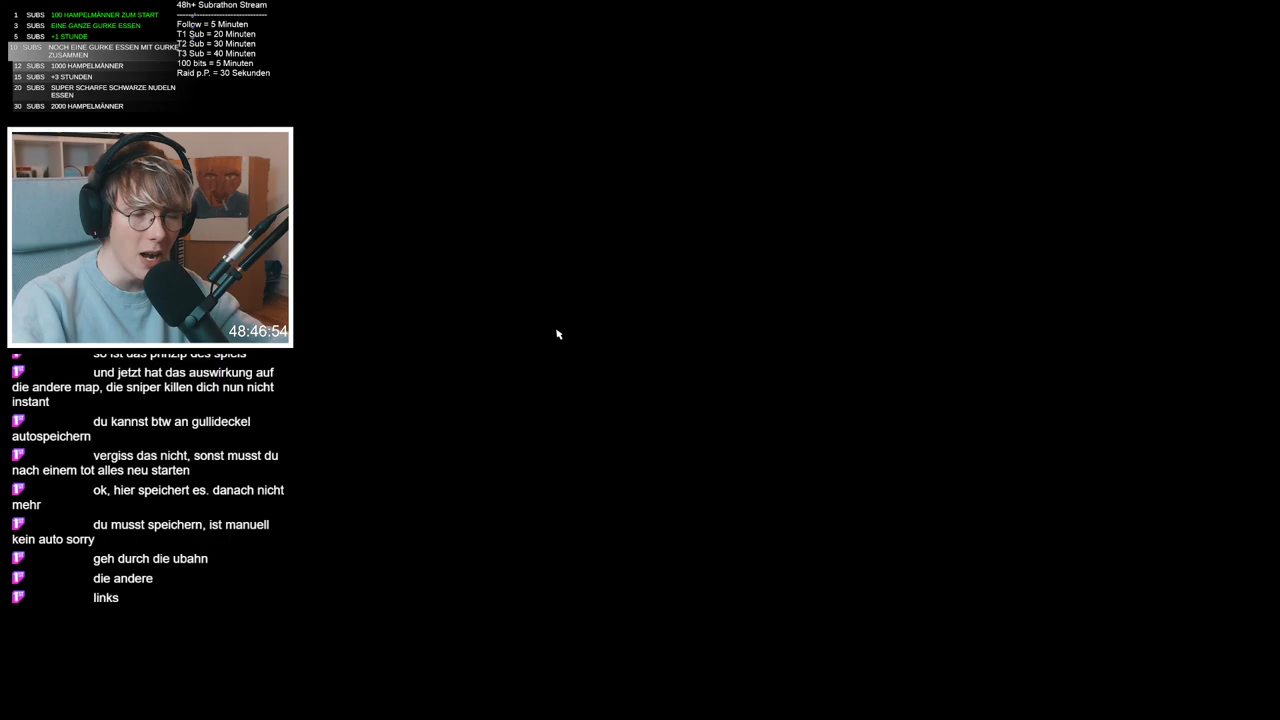 1 SUBS 100 HAMPELMÄNNER ZUM START
3 SUBS EINE GANZE GURKE ESSEN
5 SUBS +1 STUNDE
10 SUBS NOCH EINE GURKE ESSEN MIT GURKE
ZUSAMMEN
12 SUBS 1000 HAMPELMÄNNER
15 SUBS +3 STUNDEN
20 SUBS SUPER SCHARFE SCHWARZE NUDELN
ESSEN
30 SUBS 2000 HAMPELMÄNNER
48h+ Subrathon Stream
Follow = 5 Minuten
T1 Sub = 20 Minuten
T2 Sub = 30 Minuten
T3 Sub = 40 Minuten
100 bits = 5 Minuten
Raid p.P. = 30 Sekunden
48:46:54
so ist das prinzip des spiels
und jetzt hat das auswirkung auf
die andere map, die sniper killen dich nun nicht
instant
du kannst btw an gullideckel
autospeichern
vergiss das nicht, sonst musst du
nach einem tot alles neu starten
ok, hier speichert es. danach nicht
mehr
du musst speichern, ist manuell
kein auto sorry
geh durch die ubahn
die andere
links